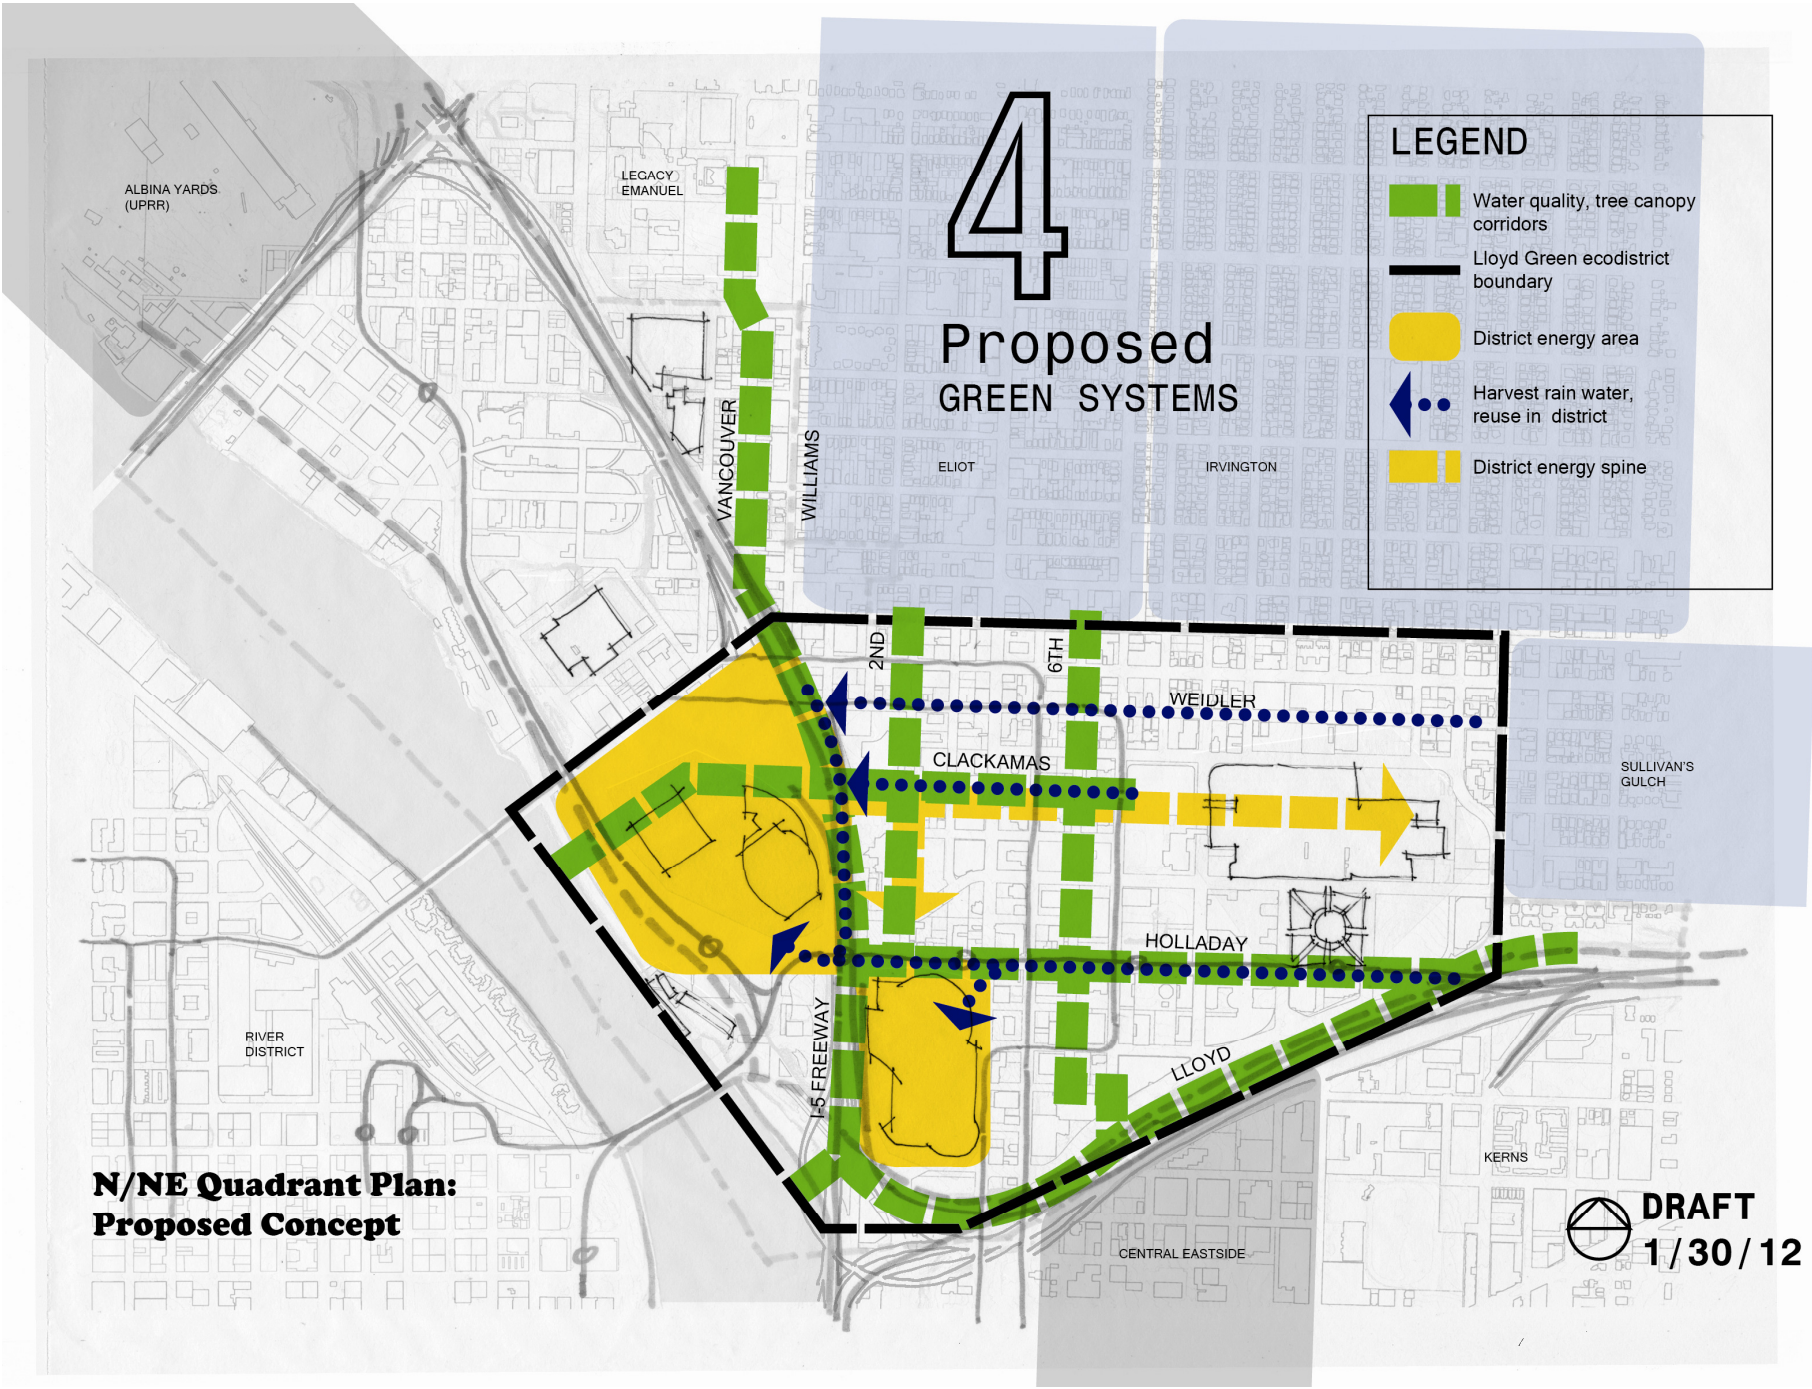 4
Proposed
GREEN SYSTEMS
LEGEND
Water quality, tree canopy
corridors
Lloyd Green ecodistrict
boundary
District energy area
Harvest rain water,
reuse in district
District energy spine
ALBINA YARDS
(UPRR)
LEGACY
EMANUEL
VANCOUVER
WILLIAMS
ELIOT
IRVINGTON
2ND
6TH
WEIDLER
CLACKAMAS
SULLIVAN'S
GULCH
HOLLADAY
I-5 FREEWAY
LLOYD
RIVER
DISTRICT
KERNS
CENTRAL EASTSIDE
N/NE Quadrant Plan:
Proposed Concept
DRAFT
1/30/12